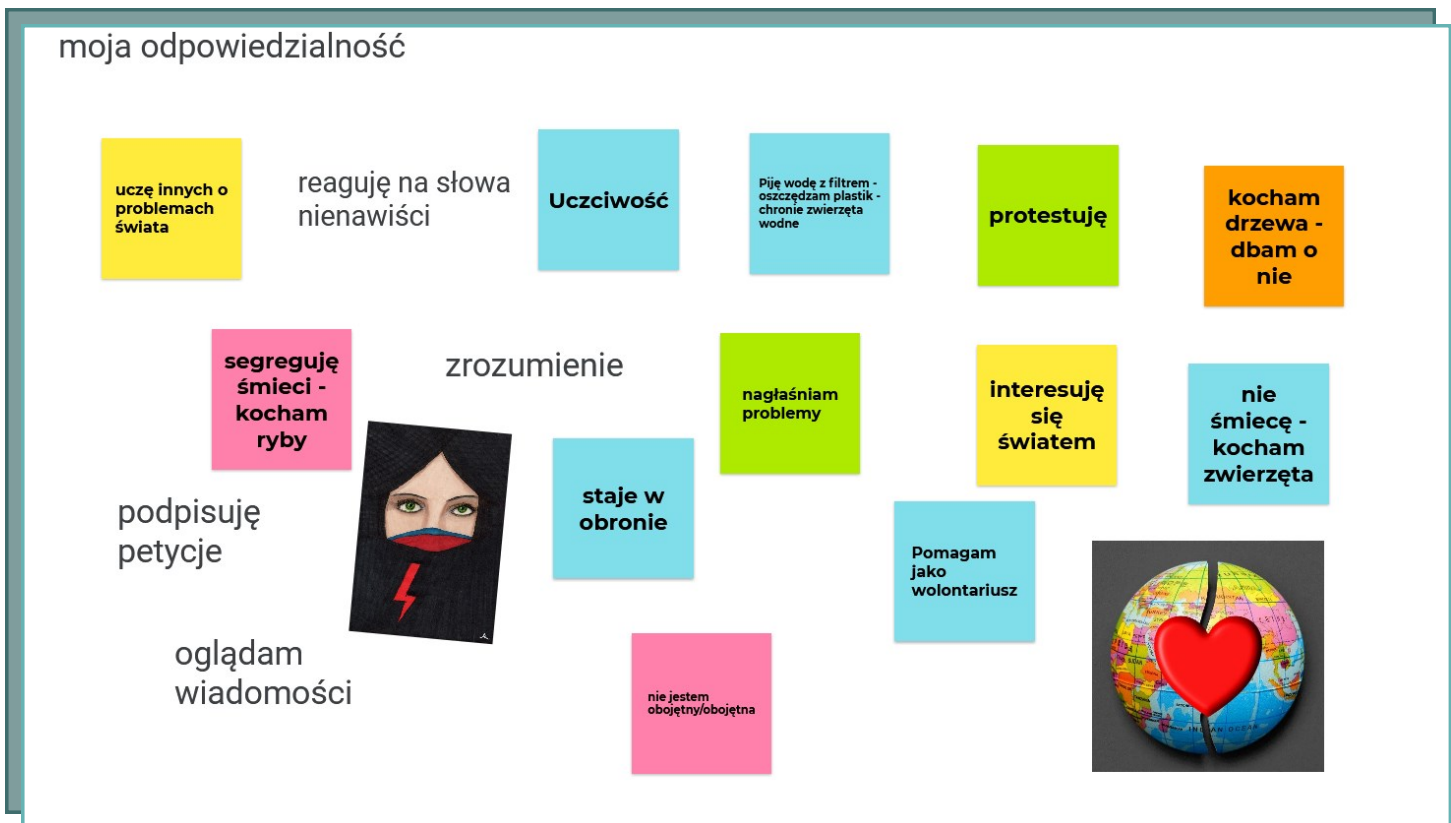 moja odpowiedzialność
uczę innych o
problemach
świata
reaguję na słowa
nienawiści
Uczciwość
Piję wodę z filtrem -
oszczędzam plastik -
chronie zwierzęta
wodne
protestuję
kocham
drzewa -
dbam o
nie
segreguję
śmieci -
kocham
ryby
zrozumienie
nagłaśniam
problemy
interesuję
się
światem
nie
śmiecę -
kocham
zwierzęta
podpisuję
petycje
staje w
obronie
Pomagam
jako
wolontariusz
oglądam
wiadomości
nie jestem
obojętny/obojętna
INDIAN OCEAN